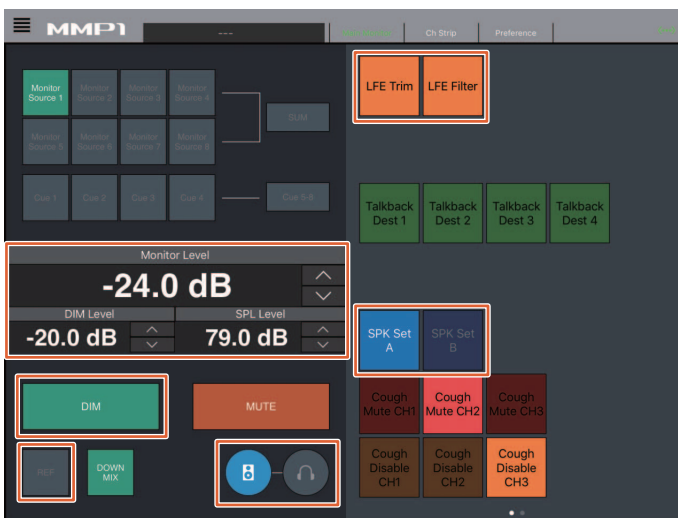 MMP1
---
Ch Strip
Preference
Monitor Source 1
Monitor Source 2
Monitor Source 3
Monitor Source 4
SUM
Monitor Source 5
Monitor Source 6
Monitor Source 7
Monitor Source 8
Cue 1
Cue 2
Cue 3
Cue 4
Cue 5-6
LFE Trim
LFE Filter
Talkback Dest 1
Talkback Dest 2
Talkback Dest 3
Talkback Dest 4
Monitor Level
-24.0 dB
DIM Level
SPL Level
-20.0 dB
79.0 dB
SPK Set A
SPK Set B
DIM
MUTE
REF
DOWN MIX
Cough Mute CH1
Cough Mute CH2
Cough Mute CH3
Cough Disable CH1
Cough Disable CH2
Cough Disable CH3